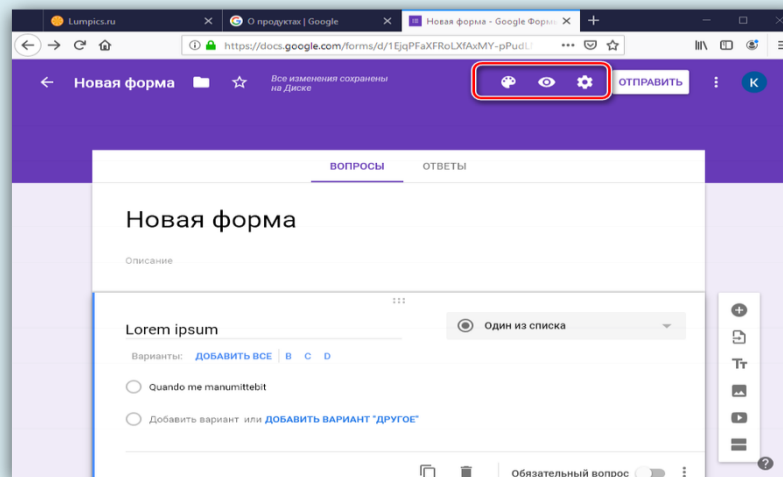 Lumpics.ru
О продуктах | Google
Новая форма - Google Форм
https://docs.google.com/forms/d/1EjqPFaXFRoLXfAxMY-pPudL
Новая форма
Все изменения сохранены
на Диске
ОТПРАВИТЬ
K
ВОПРОСЫ ОТВЕТЫ
Новая форма
Описание
Lorem ipsum
Один из списка
Варианты: ДОБАВИТЬ ВСЕ B C D
Quando me manumittebit
Добавить вариант или ДОБАВИТЬ ВАРИАНТ "ДРУГОЕ"
Tт
Обязательный вопрос